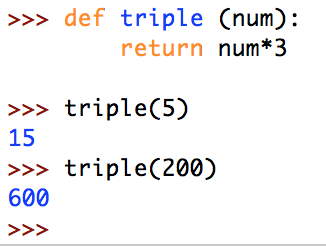 >>> def triple (num):
        return num*3

>>> triple(5)
15
>>> triple(200)
600
>>>